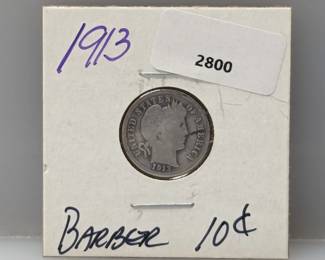 1913
2800
UNITED STATES OF AMERICA
1913
BARBER 10¢